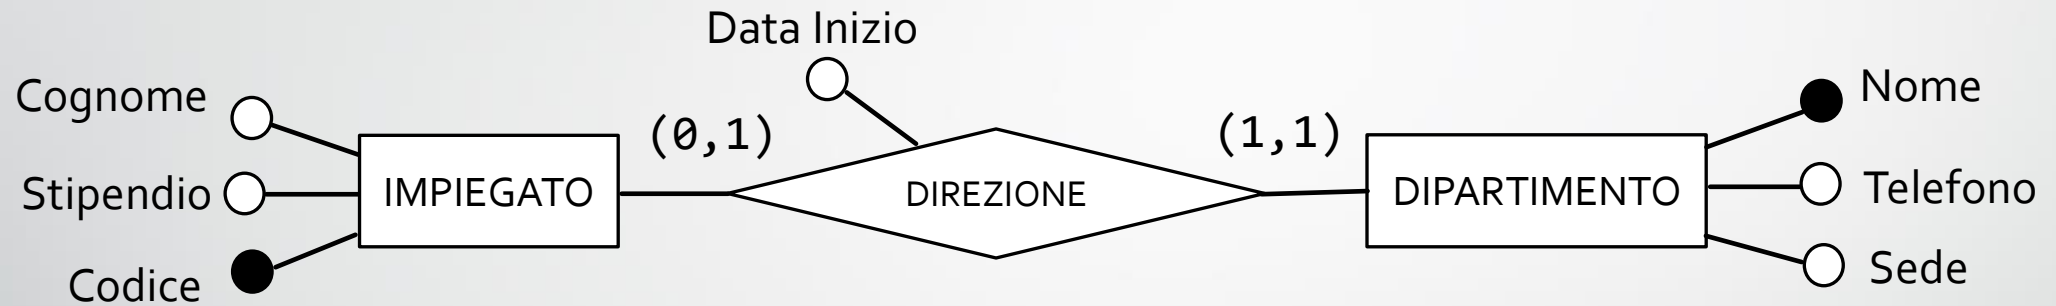 Data Inizio
Cognome
Nome
(0,1)
(1,1)
Stipendio
IMPIEGATO
DIREZIONE
DIPARTIMENTO
Telefono
Codice
Sede